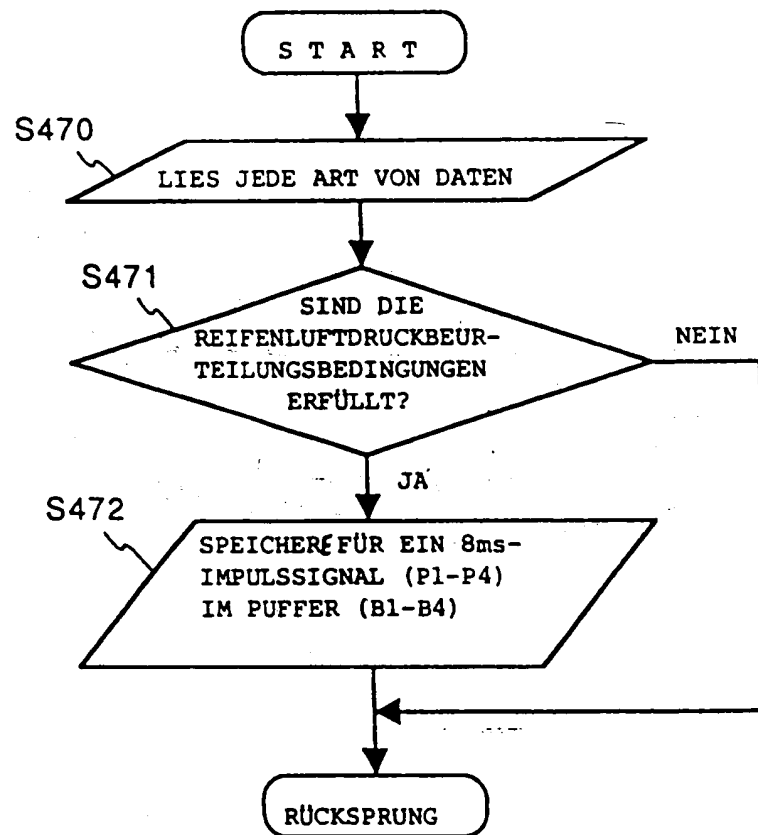 S T A R T
S470
LIES JEDE ART VON DATEN
S471
SIND DIE
REIFENLUFTDRUCKBEUR-
TEILUNGSBEDINGUNGEN
ERFÜLLT?
NEIN
JA
S472
SPEICHERE FÜR EIN 8ms-
IMPULSSIGNAL (P1-P4)
IM PUFFER (B1-B4)
RÜCKSPRUNG